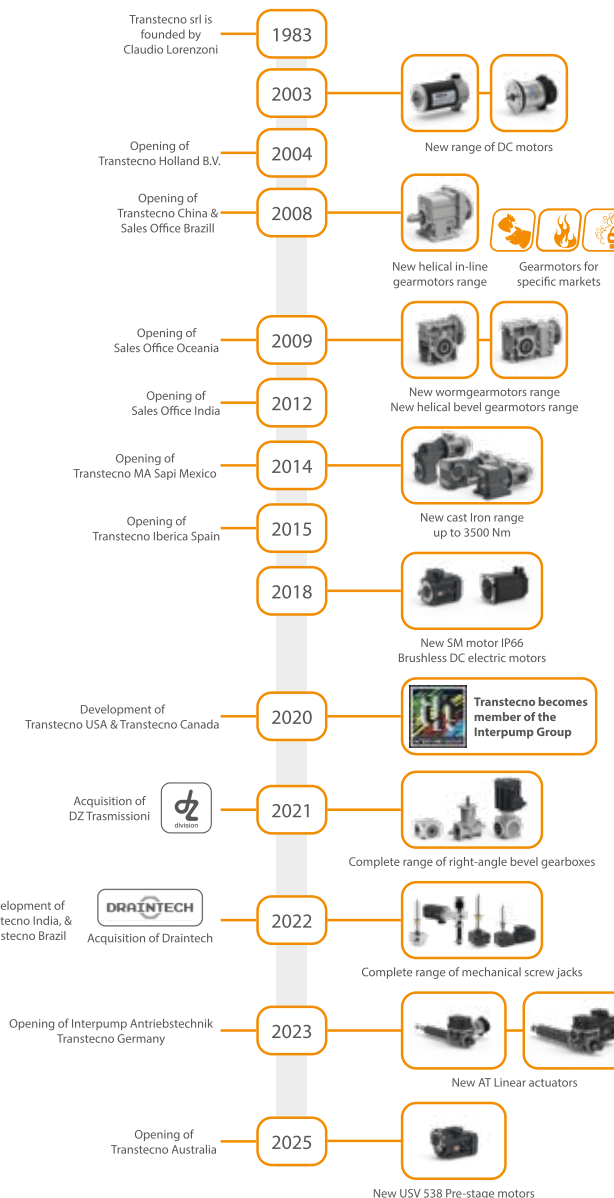 Transtecno srl is
founded by
Claudio Lorenzoni
1983
2003
New range of DC motors
Opening of
Transtecno Holland B.V.
2004
Opening of
Transtecno China &
Sales Office Brazill
2008
New helical in-line
gearmotors range
Gearmotors for
specific markets
Opening of
Sales Office Oceania
2009
New wormgearmotors range
New helical bevel gearmotors range
Opening of
Sales Office India
2012
Opening of
Transtecno MA Sapi Mexico
2014
New cast Iron range
up to 3500 Nm
Opening of
Transtecno Iberica Spain
2015
2018
New SM motor IP66
Brushless DC electric motors
Development of
Transtecno USA & Transtecno Canada
2020
Transtecno becomes
member of the
Interpump Group
Acquisition of
DZ Trasmissioni
dz
division
2021
Complete range of right-angle bevel gearboxes
elopment of
tecno India, &
stecno Brazil
DRAINTECH
Acquisition of Draintech
2022
Complete range of mechanical screw jacks
Opening of Interpump Antriebstechnik
Transtecno Germany
2023
New AT Linear actuators
Opening of
Transtecno Australia
2025
New USV 538 Pre-stage motors